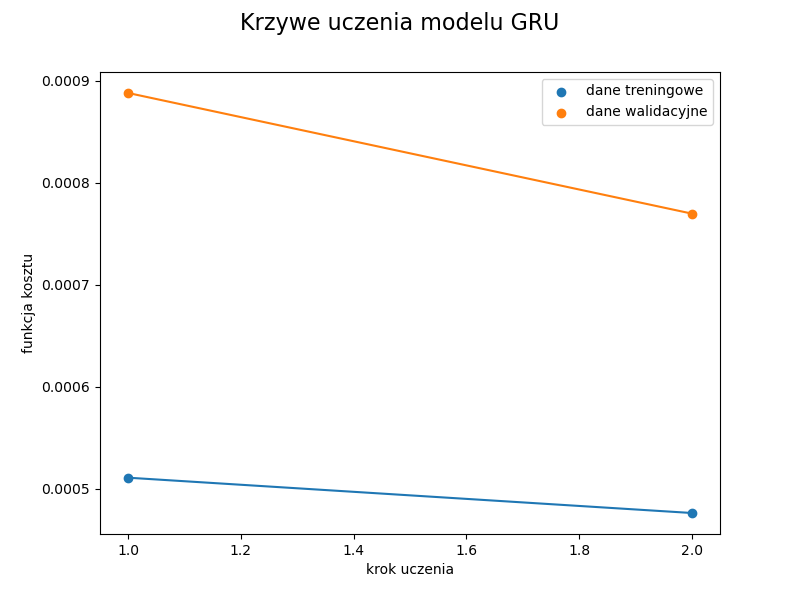 Krzywe uczenia modelu GRU
dane treningowe
dane walidacyjne
0.0009
0.0008
0.0007
0.0006
0.0005
funkcja kosztu
1.0 1.2 1.4 1.6 1.8 2.0
krok uczenia